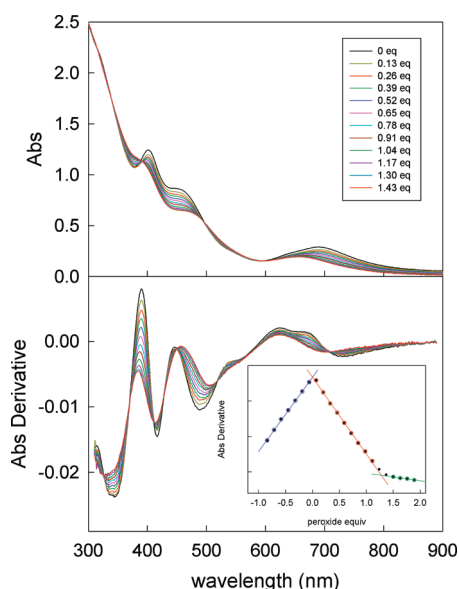 2.5
2.0
1.5
1.0
0.5
0.0
Abs
0 eq
0.13 eq
0.26 eq
0.39 eq
0.52 eq
0.65 eq
0.78 eq
0.91 eq
1.04 eq
1.17 eq
1.30 eq
1.43 eq
0.00
-0.01
-0.02
Abs Derivative
Abs Derivative
-1.0 -0.5 0.0 0.5 1.0 1.5 2.0
peroxide equiv
300 400 500 600 700 800 900
wavelength (nm)